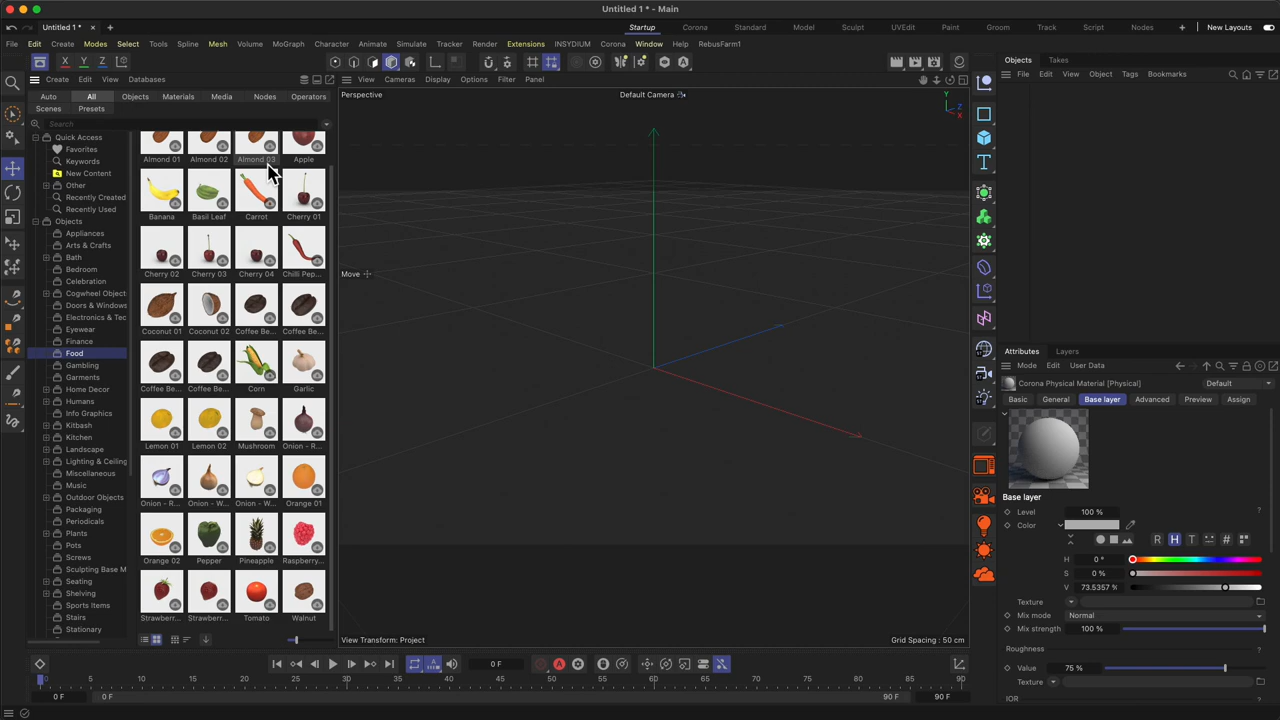 Untitled 1 * - Main
Untitled 1 *
Startup Corona Standard Model Sculpt UVEdit Paint Groom Track Script Nodes New Layouts
File Edit Create Modes Select Tools Spline Mesh Volume MoGraph Character Animate Simulate Tracker Render Extensions INSYDIUM Corona Window Help RebusFarm1
X Y Z
Create Edit View Databases
Auto All Objects Materials Media Nodes Operators
Scenes Presets
Search
Quick Access
Favorites
Keywords
New Content
Other
Recently Created
Recently Used
Objects
Appliances
Arts & Crafts
Bath
Bedroom
Celebration
Cogwheel Object
Doors & Windows
Electronics & Tec
Eyewear
Finance
Food
Gambling
Garments
Home Decor
Humans
Info Graphics
Kitbash
Kitchen
Landscape
Lighting & Ceiling
Miscellaneous
Music
Outdoor Objects
Packaging
Periodicals
Plants
Pots
Screws
Sculpting Base M
Seating
Shelving
Sports Items
Stairs
Stationary
Almond 01 Almond 02 Almond 03 Apple
Banana Basil Leaf Carrot Cherry 01
Cherry 02 Cherry 03 Cherry 04 Chilli Pep...
Coconut 01 Coconut 02 Coffee Be... Coffee Be...
Coffee Be... Coffee Be... Corn Garlic
Lemon 01 Lemon 02 Mushroom Onion - R...
Onion - R... Onion - W... Onion - W... Orange 01
Orange 02 Pepper Pineapple Raspberry...
Strawberr... Strawberr... Tomato Walnut
View Cameras Display Options Filter Panel
Perspective
Default Camera
Y
Z
X
Move
View Transform: Project
Grid Spacing : 50 cm
Objects Takes
File Edit View Object Tags Bookmarks
Attributes Layers
Mode Edit User Data
Corona Physical Material [Physical] Default
Basic General Base layer Advanced Preview Assign
Base layer
Level 100 %
Color
R H T #
H 0 °
S 0 %
V 73.5357 %
Texture
Mix mode Normal
Mix strength 100 %
Roughness
Value 75 %
Texture
IOR
0 F
0 5 10 15 20 25 30 35 40 45 50 55 60 65 70 75 80 85 90
0 F 0 F 90 F 90 F